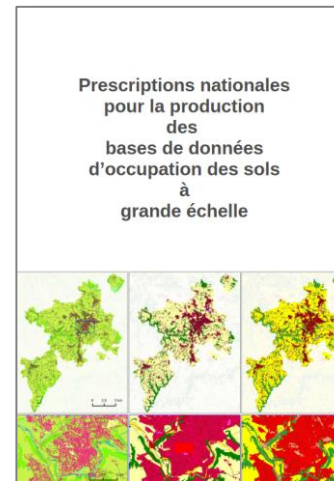 Prescriptions nationales
pour la production
des
bases de données
d’occupation des sols
à
grande échelle